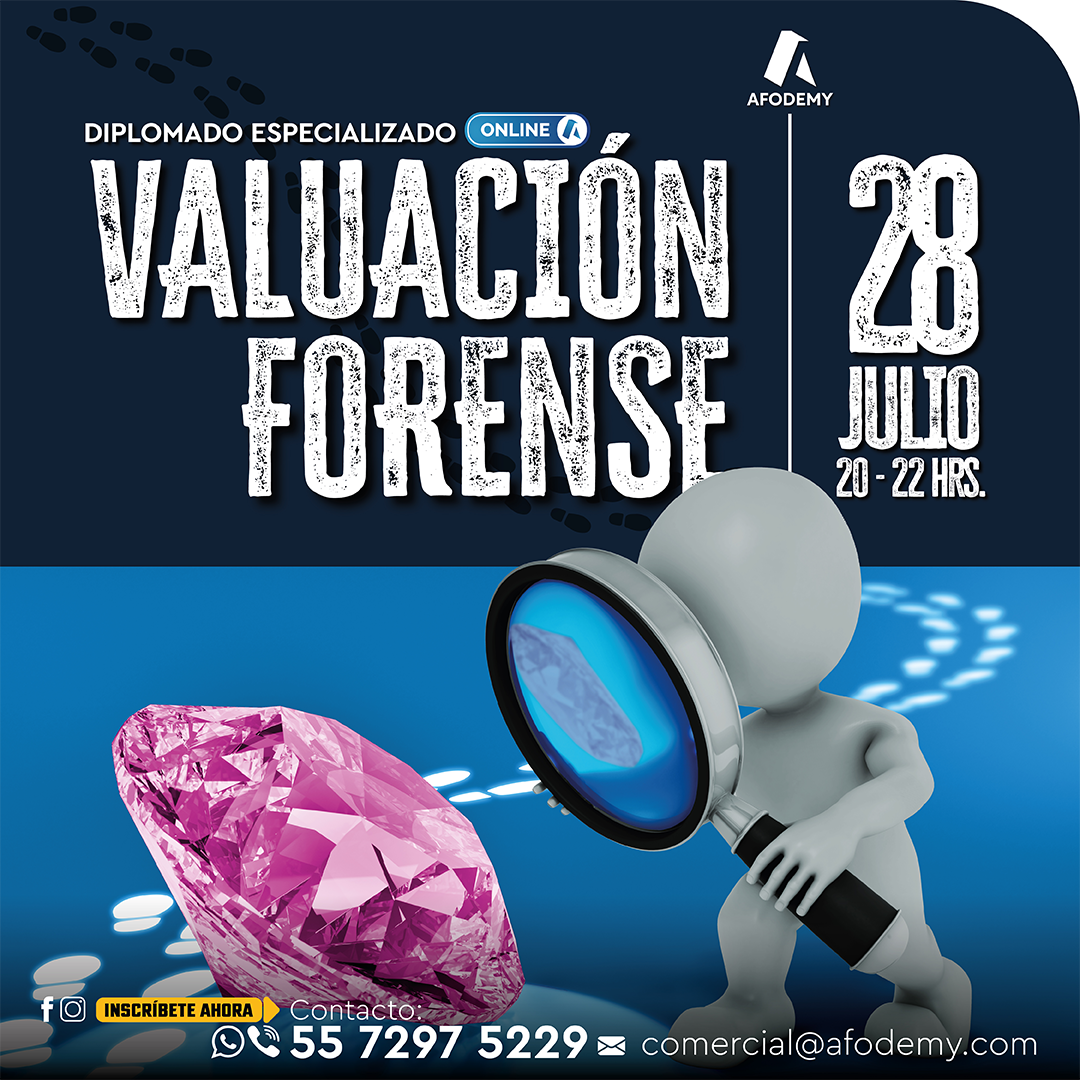 AFODEMY
DIPLOMADO ESPECIALIZADO ONLINE
VALUACIÓN
FORENSE
28
JULIO
20 - 22 HRS.
INSCRÍBETE AHORA Contacto:
55 7297 5229 comercial@afodemy.com